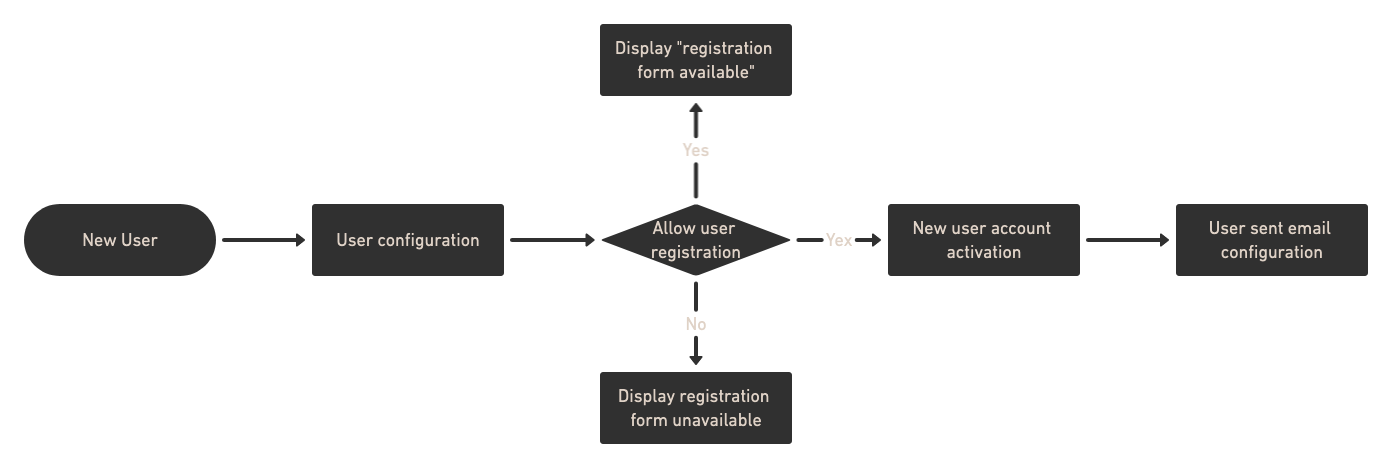 Display "registration
form available"
Yes
New User
User configuration
Allow user
registration
Yex
New user account
activation
User sent email
configuration
No
Display registration
form unavailable